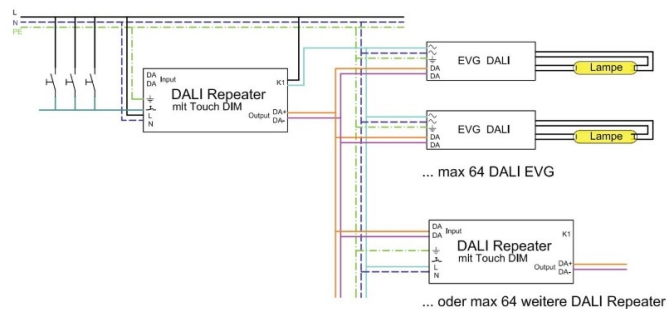 L
N
PE
DA
DA
Input
K1
DALI Repeater
mit Touch DIM
L
N
Output
DA+
DA-
~
~
DA
DA
EVG DALI
Lampe
~
~
DA
DA
EVG DALI
Lampe
... max 64 DALI EVG
DA
DA
Input
K1
DALI Repeater
mit Touch DIM
L
N
Output
DA+
DA-
... oder max 64 weitere DALI Repeater